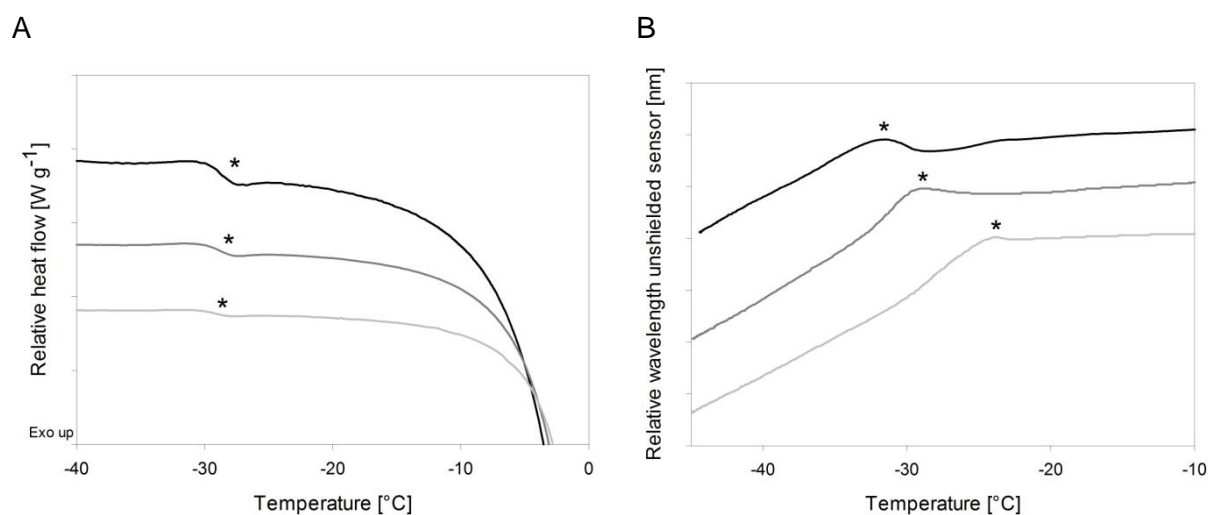 A
Relative heat flow [W g⁻¹]
Exo up
*
*
*
-40
-30
-20
-10
0
Temperature [°C]
B
Relative wavelength unshielded sensor [nm]
*
*
*
-40
-30
-20
-10
Temperature [°C]